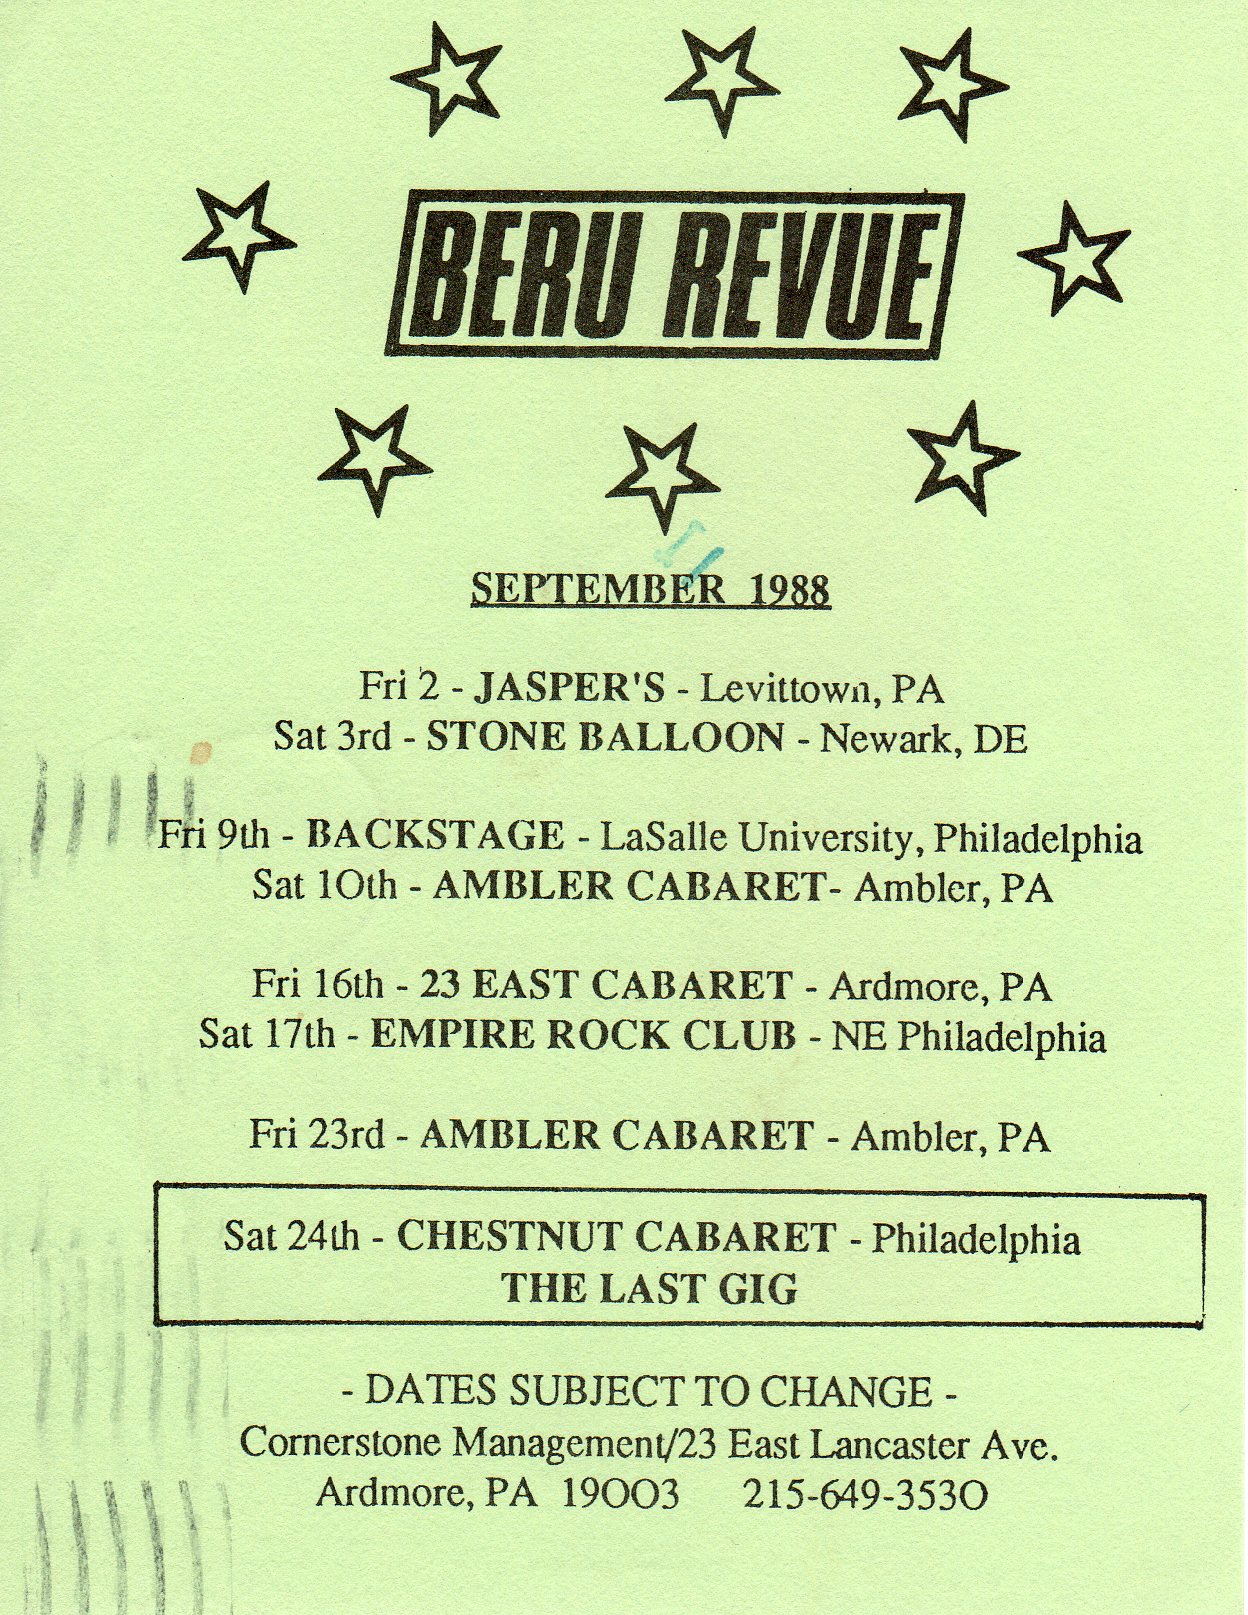 BERU REVUE
SEPTEMBER 1988
Fri 2 - JASPER'S - Levittown, PA
Sat 3rd - STONE BALLOON - Newark, DE
Fri 9th - BACKSTAGE - LaSalle University, Philadelphia
Sat 1Oth - AMBLER CABARET- Ambler, PA
Fri 16th - 23 EAST CABARET - Ardmore, PA
Sat 17th - EMPIRE ROCK CLUB - NE Philadelphia
Fri 23rd - AMBLER CABARET - Ambler, PA
Sat 24th - CHESTNUT CABARET - Philadelphia
THE LAST GIG
- DATES SUBJECT TO CHANGE -
Cornerstone Management/23 East Lancaster Ave.
Ardmore, PA 19OO3 215-649-353O